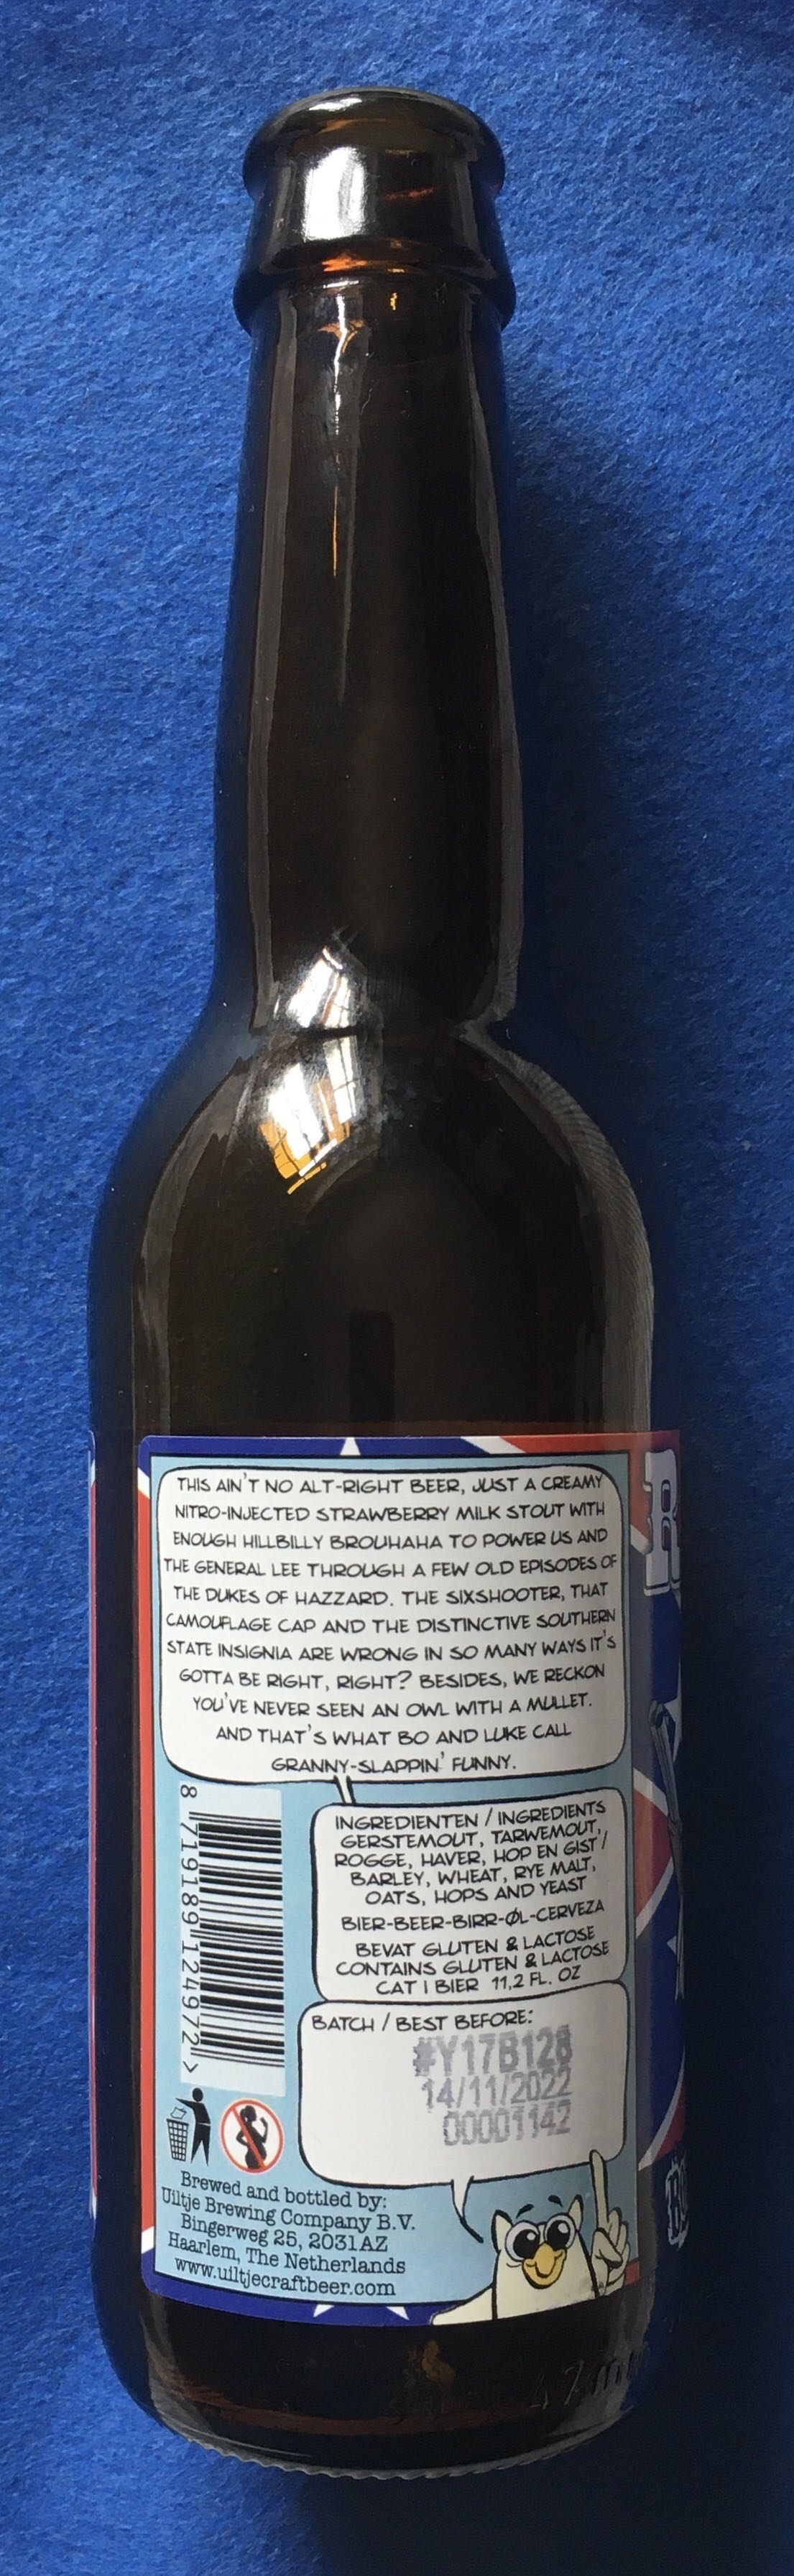 THIS AIN'T NO ALT-RIGHT BEER, JUST A CREAMY
NITRO-INJECTED STRAWBERRY MILK STOUT WITH
ENOUGH HILLBILLY BROUHAHA TO POWER US AND
THE GENERAL LEE THROUGH A FEW OLD EPISODES OF
THE DUKES OF HAZZARD. THE SIXSHOOTER, THAT
CAMOUFLAGE CAP AND THE DISTINCTIVE SOUTHERN
STATE INSIGNIA ARE WRONG IN SO MANY WAYS IT'S
GOTTA BE RIGHT, RIGHT? BESIDES, WE RECKON
YOU'VE NEVER SEEN AN OWL WITH A MULLET.
AND THAT'S WHAT BO AND LUKE CALL
GRANNY-SLAPPIN' FUNNY.
8 719189 124972 >
INGREDIENTEN / INGREDIENTS
GERSTEMOUT, TARWEMOUT,
ROGGE, HAVER, HOP EN GIST /
BARLEY, WHEAT, RYE MALT,
OATS, HOPS AND YEAST
BIER-BEER-BIRR-ØL-CERVEZA
BEVAT GLUTEN & LACTOSE
CONTAINS GLUTEN & LACTOSE
CAT I BIER 11,2 FL. OZ
BATCH / BEST BEFORE:
#Y17B128
14/11/2022
00001142
Brewed and bottled by:
Uiltje Brewing Company B.V.
Bingerweg 25, 2031AZ
Haarlem, The Netherlands
www.uiltjecraftbeer.com
R